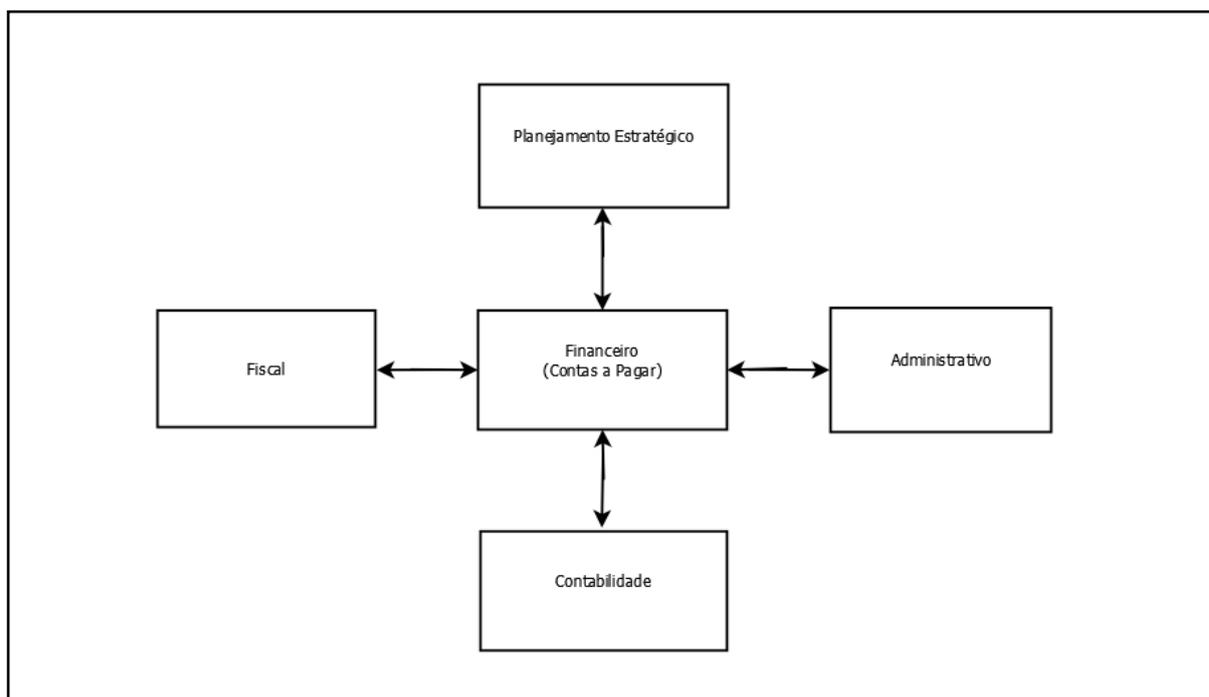 Planejamento Estratégico
Fiscal
Financeiro
(Contas a Pagar)
Administrativo
Contabilidade